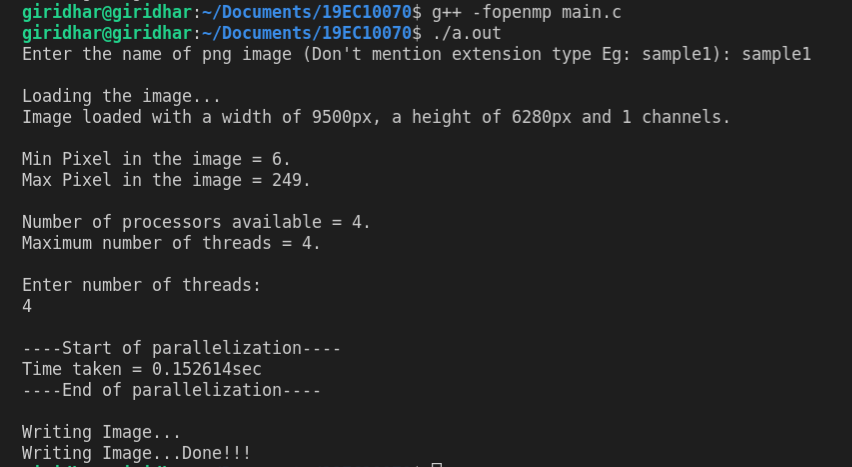 giridhar@giridhar:~/Documents/19EC10070$ g++ -fopenmp main.c
giridhar@giridhar:~/Documents/19EC10070$ ./a.out
Enter the name of png image (Don't mention extension type Eg: sample1): sample1
Loading the image...
Image loaded with a width of 9500px, a height of 6280px and 1 channels.
Min Pixel in the image = 6.
Max Pixel in the image = 249.
Number of processors available = 4.
Maximum number of threads = 4.
Enter number of threads:
4
----Start of parallelization----
Time taken = 0.152614sec
----End of parallelization----
Writing Image...
Writing Image...Done!!!